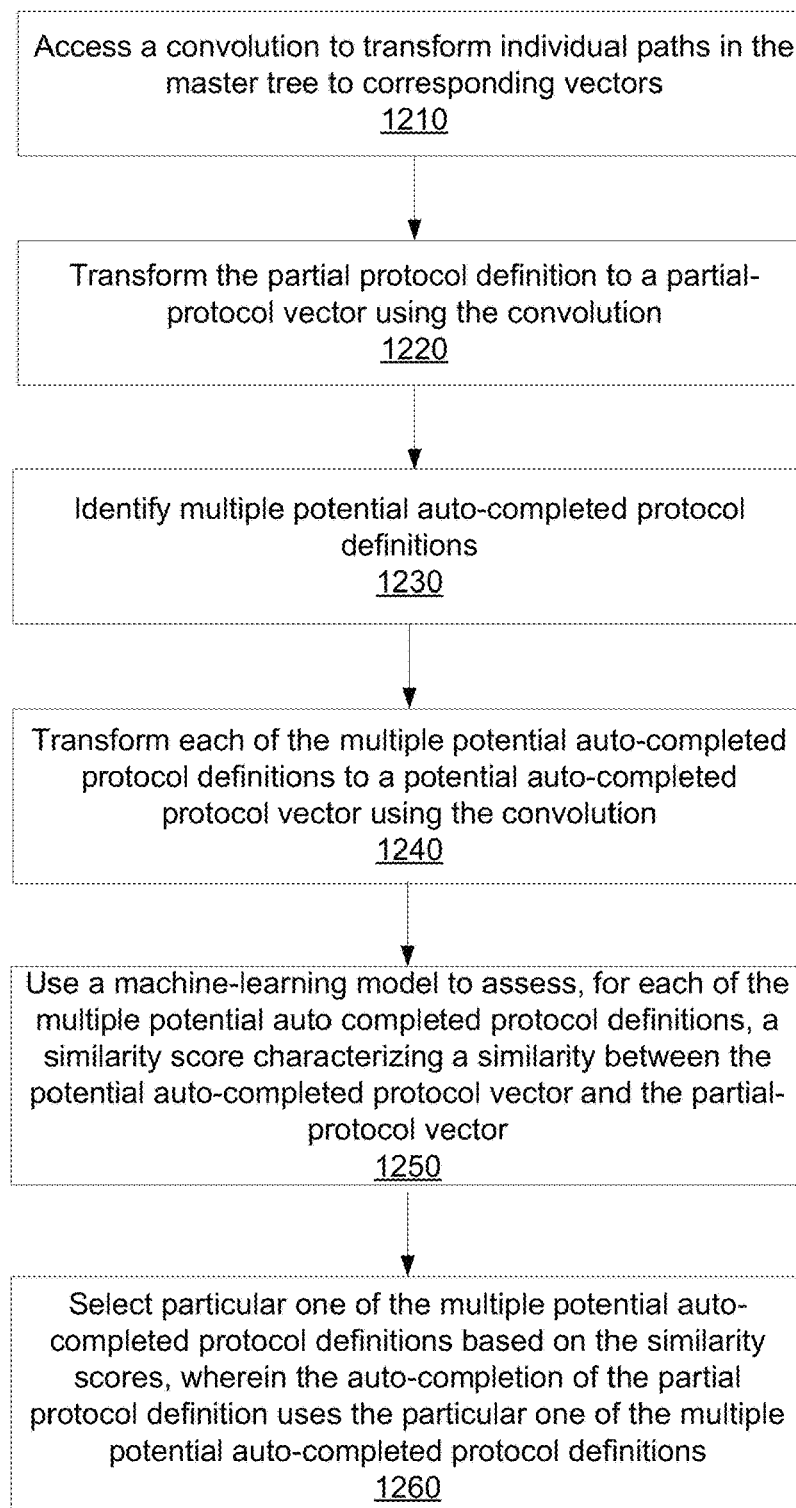 Access a convolution to transform individual paths in the
master tree to corresponding vectors
1210
Transform the partial protocol definition to a partial-
protocol vector using the convolution
1220
Identify multiple potential auto-completed protocol
definitions
1230
Transform each of the multiple potential auto-completed
protocol definitions to a potential auto-completed
protocol vector using the convolution
1240
Use a machine-learning model to assess, for each of the
multiple potential auto completed protocol definitions, a
similarity score characterizing a similarity between the
potential auto-completed protocol vector and the partial-
protocol vector
1250
Select particular one of the multiple potential auto-
completed protocol definitions based on the similarity
scores, wherein the auto-completion of the partial
protocol definition uses the particular one of the multiple
potential auto-completed protocol definitions
1260